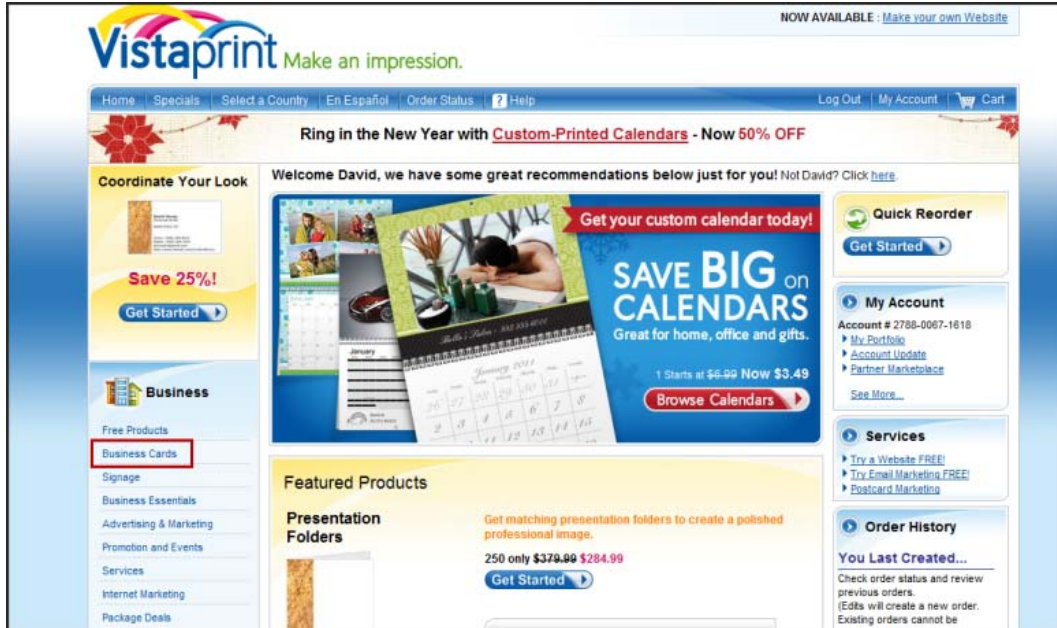 NOW AVAILABLE : Make your own Website
Vistaprint Make an impression.
Home Specials Select a Country En Español Order Status ? Help Log Out My Account Cart
Ring in the New Year with Custom-Printed Calendars - Now 50% OFF
Coordinate Your Look
Save 25%!
Get Started
Business
Free Products
Business Cards
Signage
Business Essentials
Advertising & Marketing
Promotion and Events
Services
Internet Marketing
Package Deals
Welcome David, we have some great recommendations below just for you! Not David? Click here.
Get your custom calendar today!
SAVE BIG on
CALENDARS
Great for home, office and gifts.
1 Starts at $6.99 Now $3.49
Browse Calendars
January
January 2011
Featured Products
Presentation
Folders
Get matching presentation folders to create a polished
professional image.
250 only $379.99 $284.99
Get Started
Quick Reorder
Get Started
My Account
Account # 2788-0067-1618
My Portfolio
Account Update
Partner Marketplace
See More...
Services
Try a Website FREE!
Try Email Marketing FREE!
Postcard Marketing
Order History
You Last Created...
Check order status and review
previous orders.
(Edits will create a new order.
Existing orders cannot be